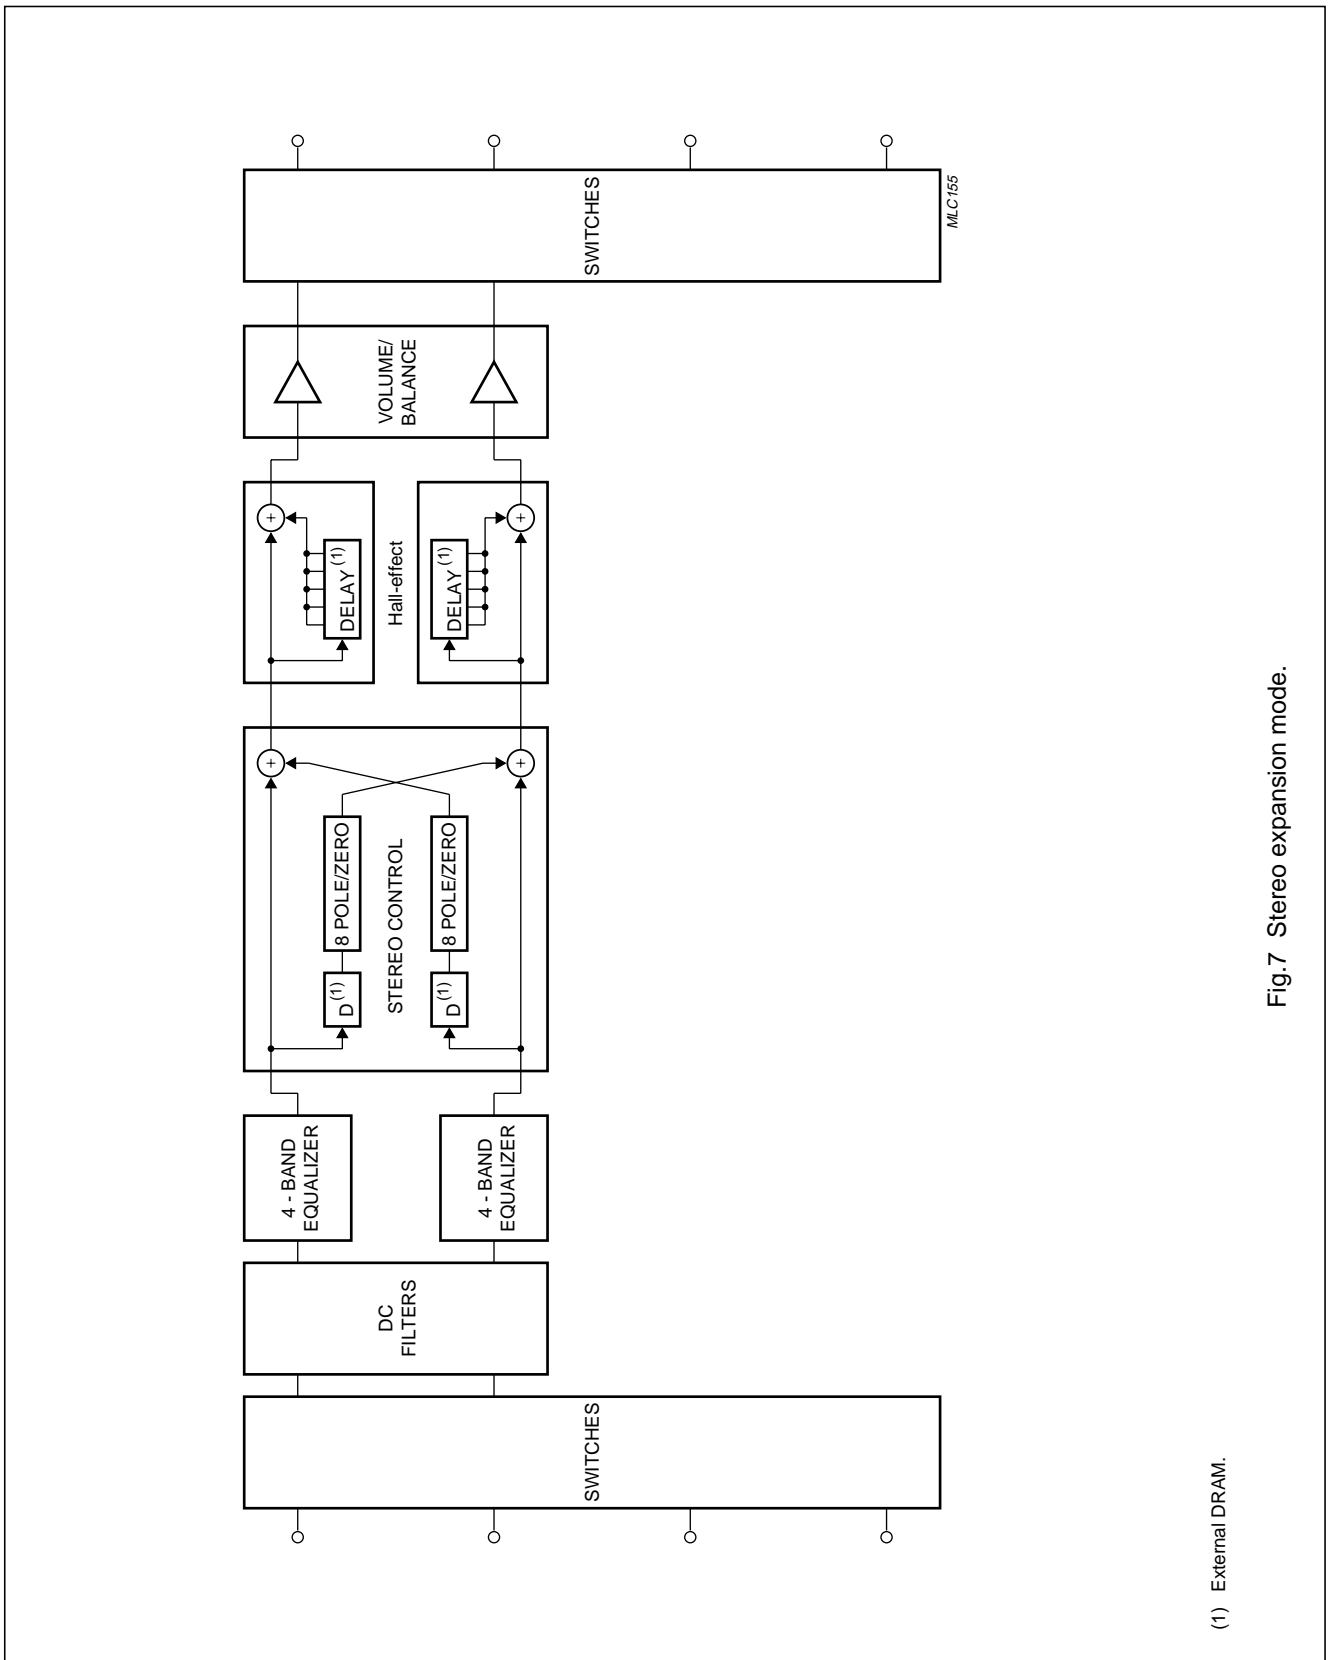 SWITCHES
DC
FILTERS
4 - BAND
EQUALIZER
4 - BAND
EQUALIZER
D(1)
8 POLE/ZERO
STEREO CONTROL
D(1)
8 POLE/ZERO
+
+
DELAY(1)
+
Hall-effect
DELAY(1)
+
VOLUME/
BALANCE
SWITCHES
MLC155
(1) External DRAM.
Fig.7 Stereo expansion mode.